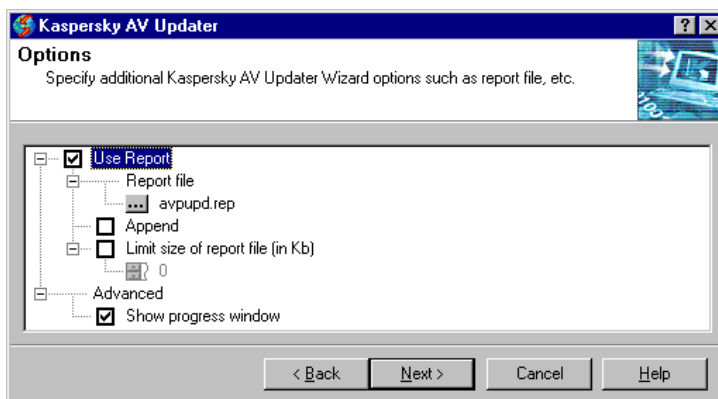 Kaspersky AV Updater
Options
Specify additional Kaspersky AV Updater Wizard options such as report file, etc.
Use Report
Report file
... avpupd.rep
Append
Limit size of report file (in Kb)
0
Advanced
Show progress window
< Back Next > Cancel Help